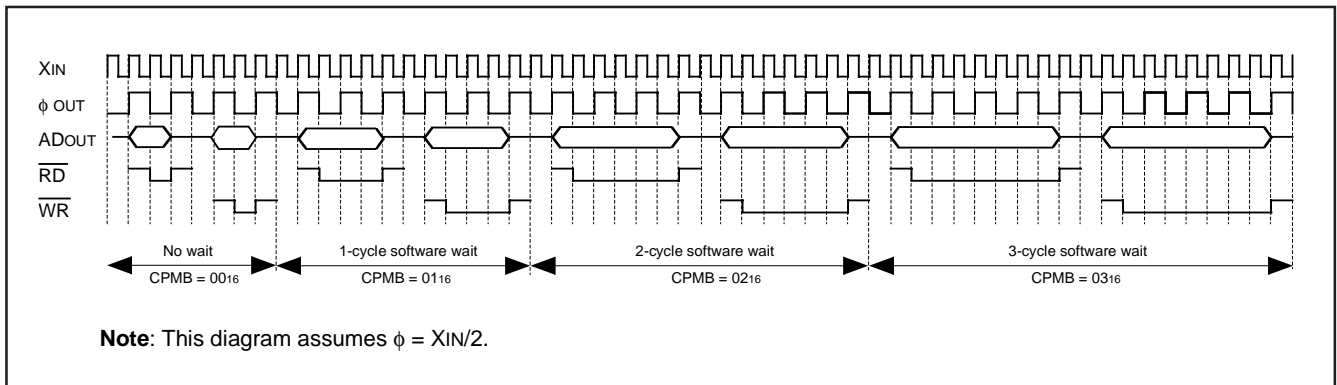 XIN
ϕ OUT
ADOUT
RD
WR
No wait
CPMB = 0016
1-cycle software wait
CPMB = 0116
2-cycle software wait
CPMB = 0216
3-cycle software wait
CPMB = 0316
Note: This diagram assumes ϕ = XIN/2.